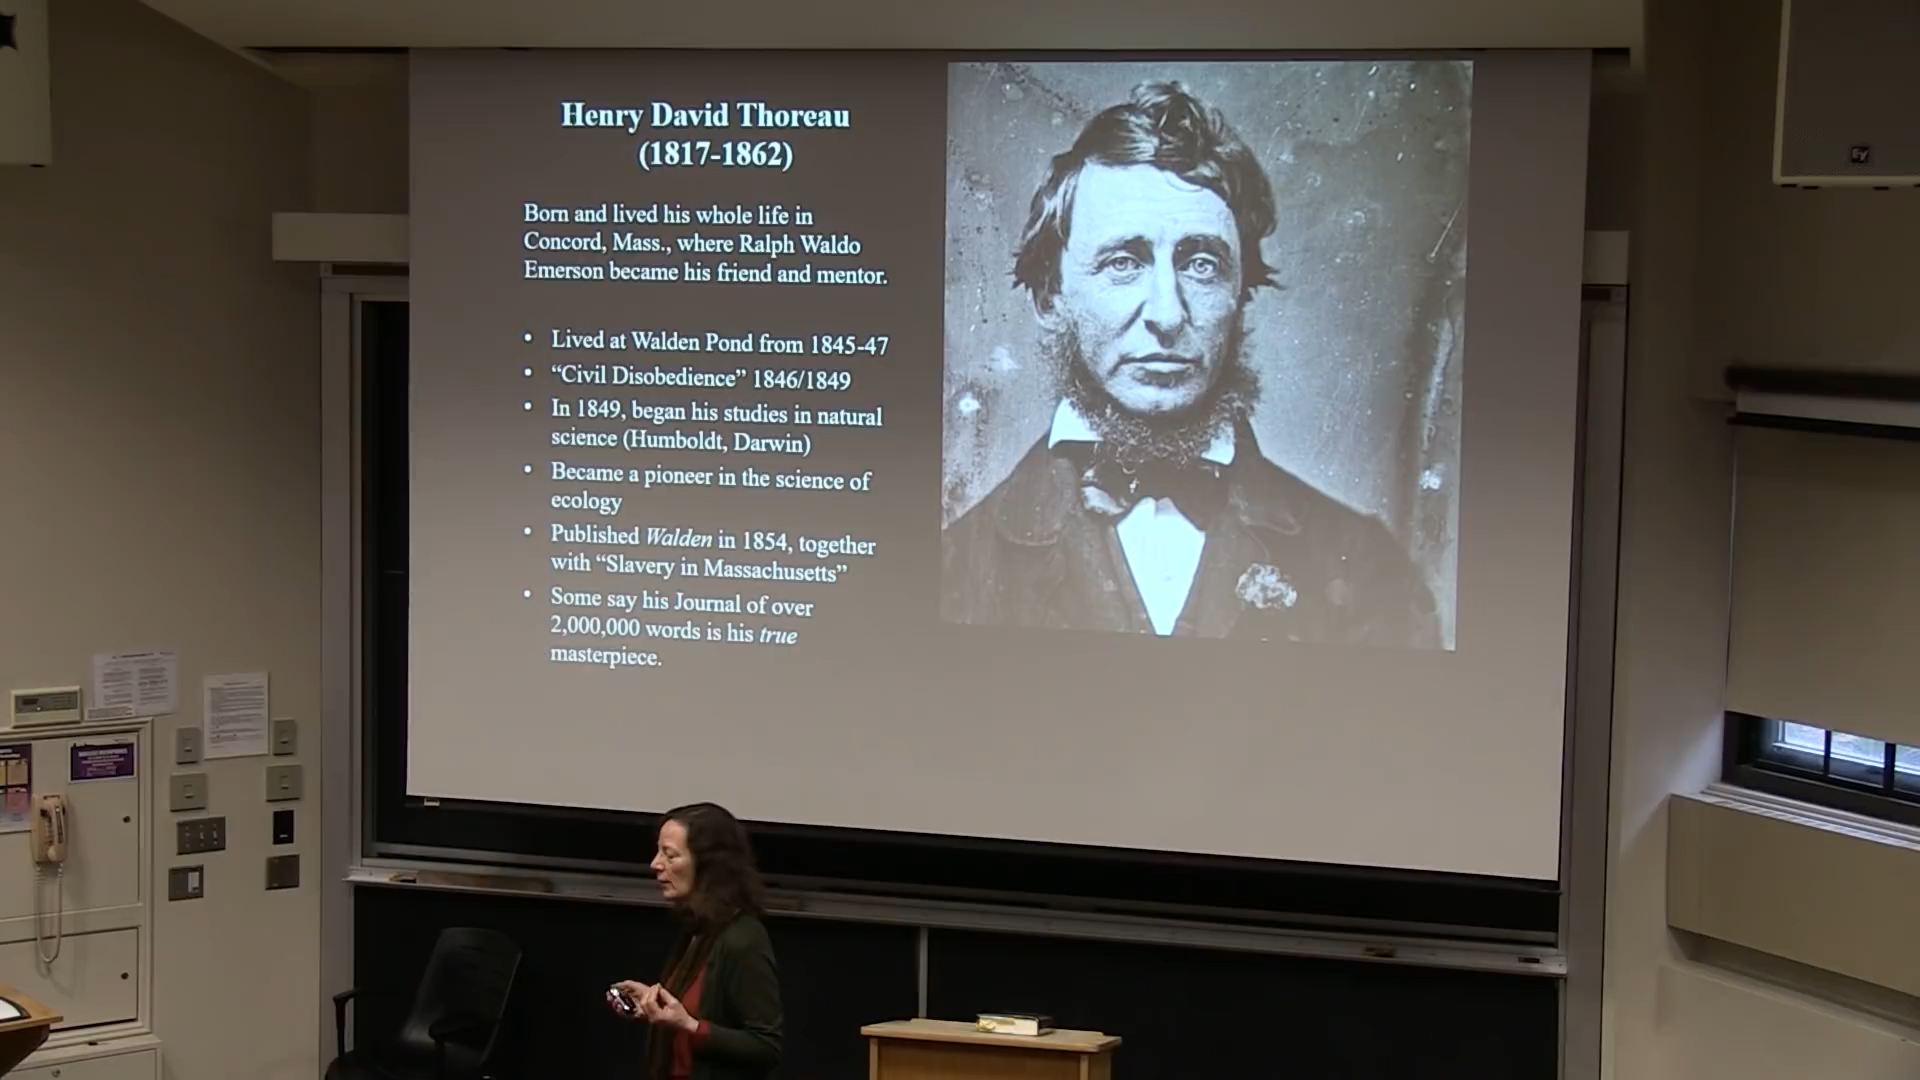 Henry David Thoreau
(1817-1862)
Born and lived his whole life in
Concord, Mass., where Ralph Waldo
Emerson became his friend and mentor.
• Lived at Walden Pond from 1845-47
• “Civil Disobedience” 1846/1849
• In 1849, began his studies in natural
science (Humboldt, Darwin)
• Became a pioneer in the science of
ecology
• Published Walden in 1854, together
with “Slavery in Massachusetts”
• Some say his Journal of over
2,000,000 words is his true
masterpiece.
EV